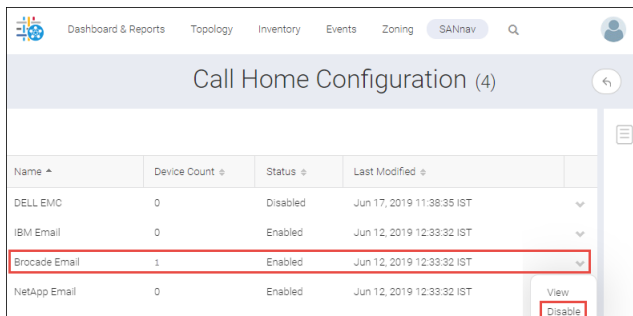 Dashboard & Reports Topology Inventory Events Zoning SANnav
Call Home Configuration (4)
Name Device Count Status Last Modified
DELL EMC 0 Disabled Jun 17, 2019 11:38:35 IST
IBM Email 0 Enabled Jun 12, 2019 12:33:32 IST
Brocade Email 1 Enabled Jun 12, 2019 12:33:32 IST
NetApp Email 0 Enabled Jun 12, 2019 12:33:32 IST
View
Disable